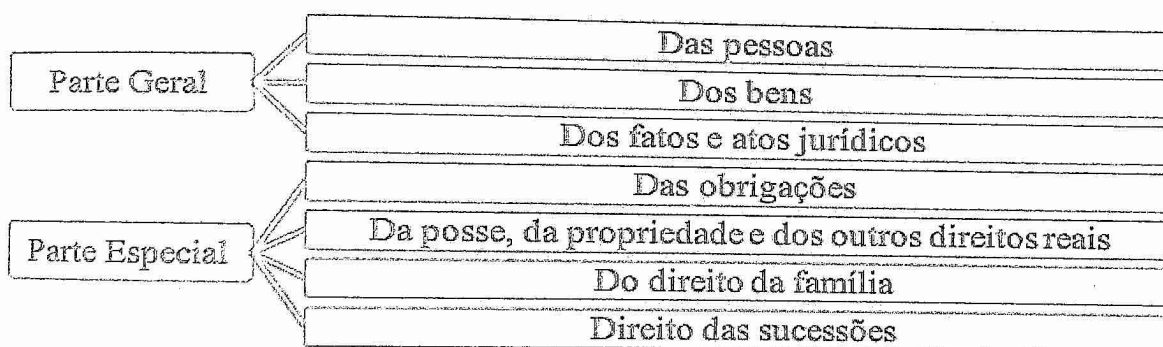 Parte Geral
Das pessoas
Dos bens
Dos fatos e atos jurídicos
Parte Especial
Das obrigações
Da posse, da propriedade e dos outros direitos reais
Do direito da família
Direito das sucessões